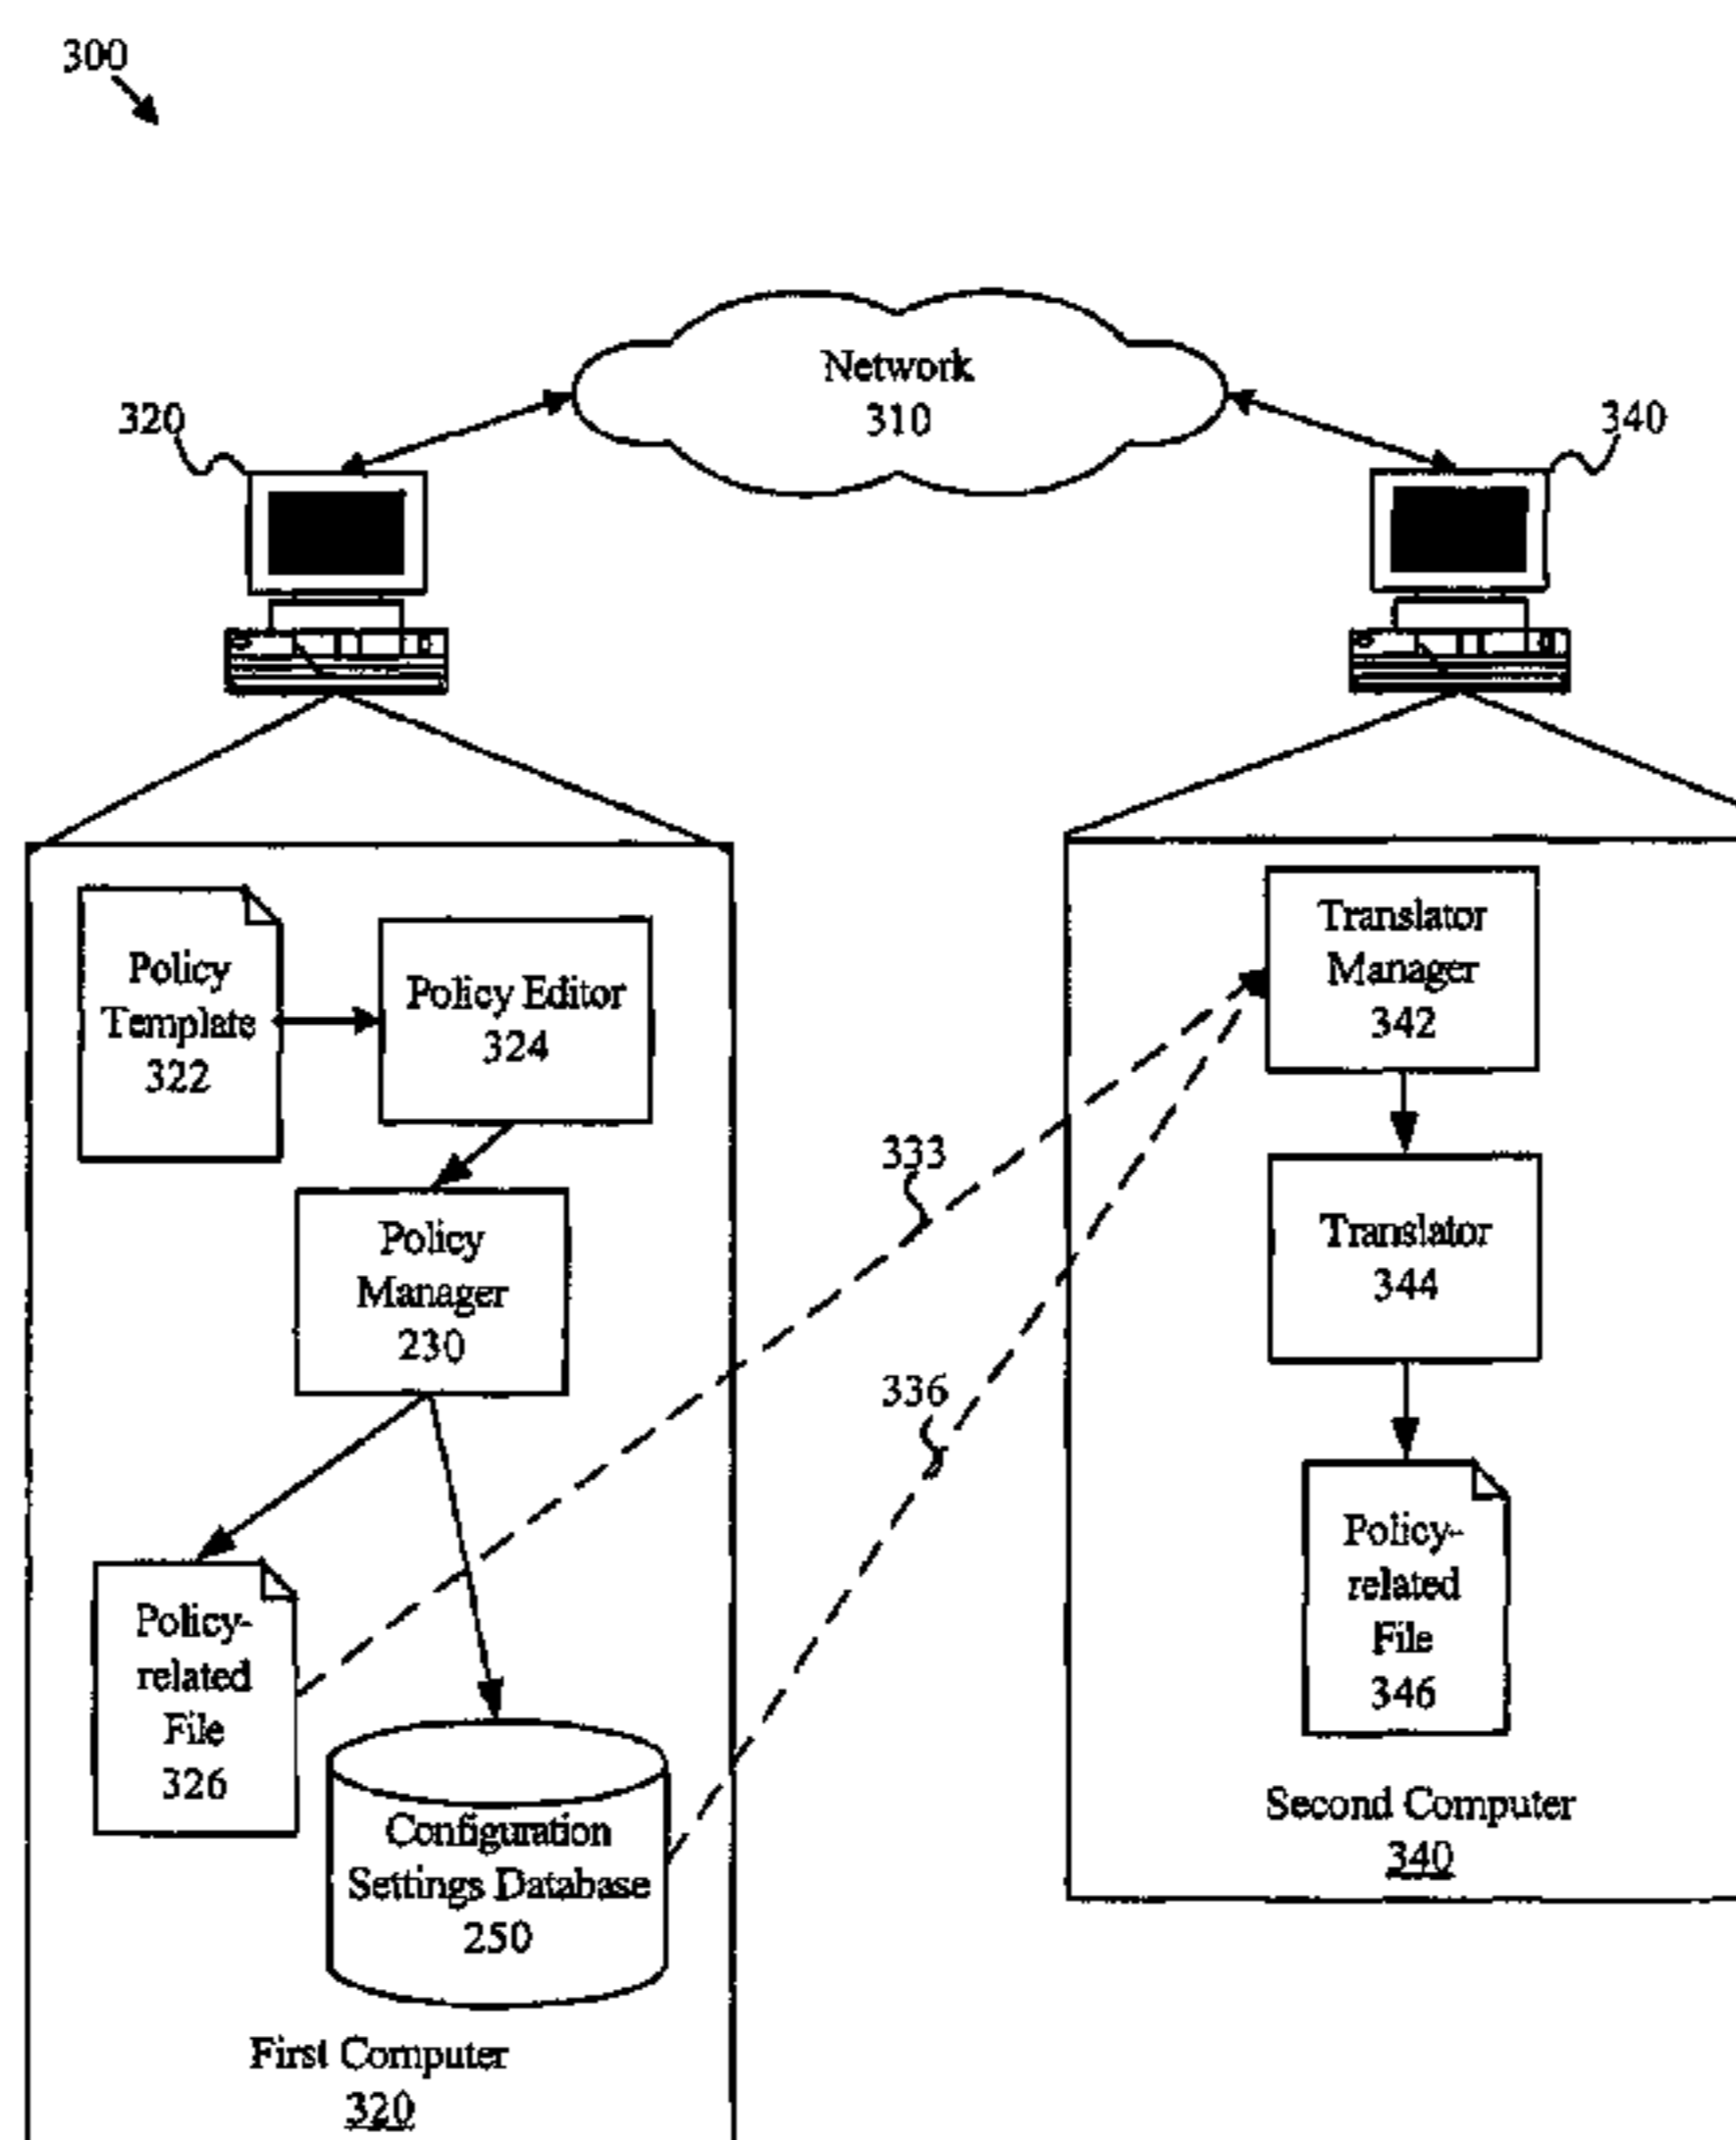 300
Network
310
320
340
Policy
Template
322
Policy Editor
324
Policy
Manager
230
Policy-
related
File
326
Configuration
Settings Database
250
First Computer
320
333
336
Translator
Manager
342
Translator
344
Policy-
related
File
346
Second Computer
340